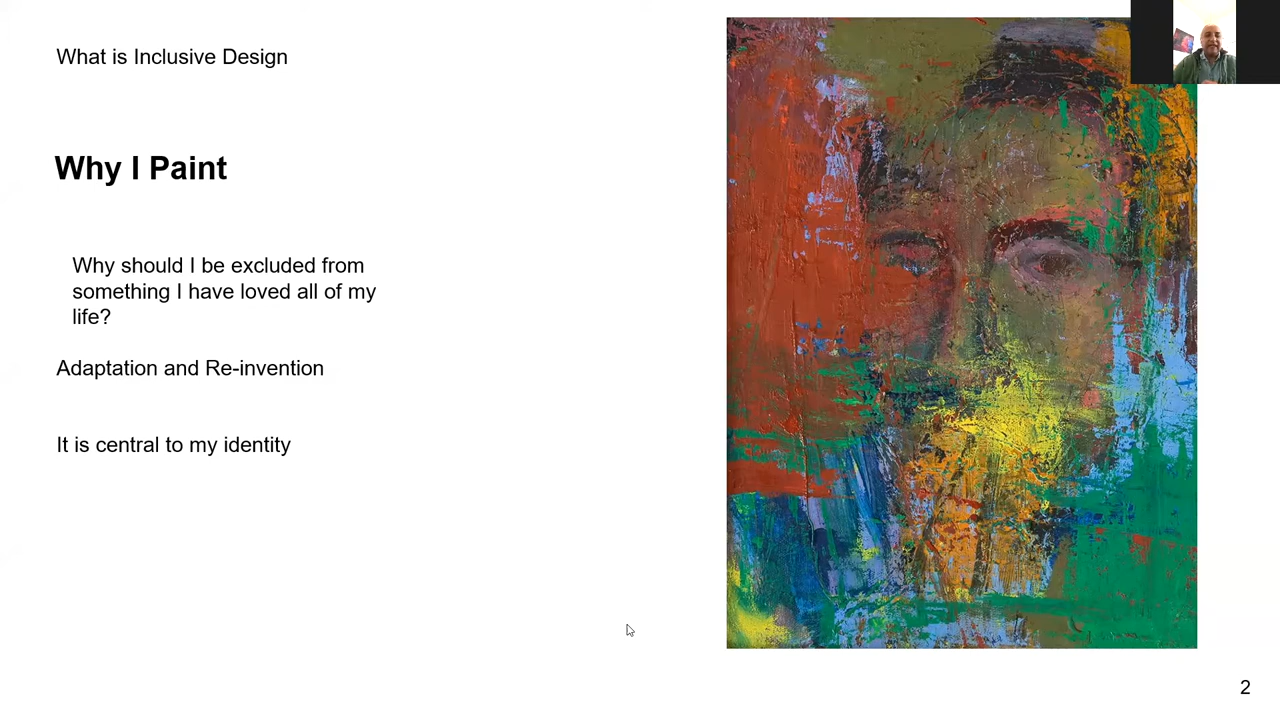 What is Inclusive Design
Why I Paint
Why should I be excluded from
something I have loved all of my
life?
Adaptation and Re-invention
It is central to my identity
2